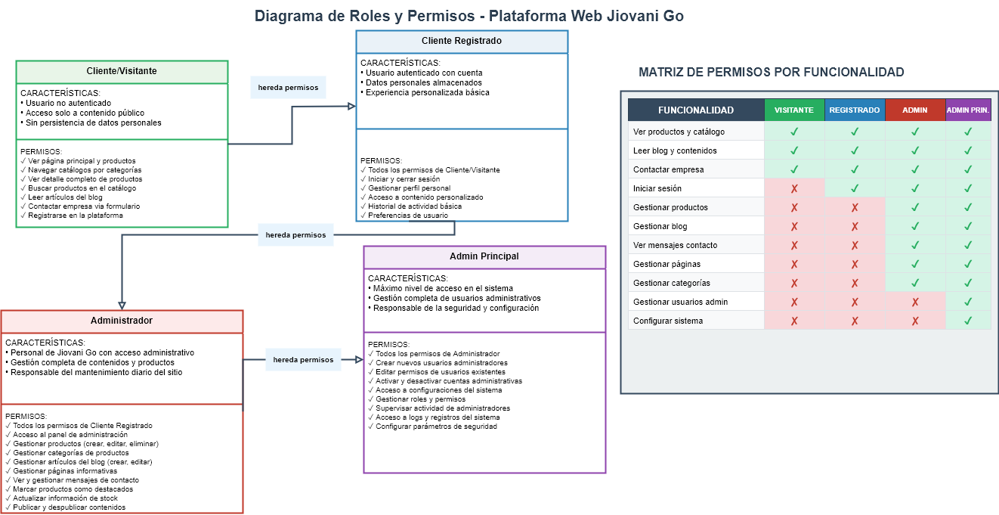 Diagrama de Roles y Permisos - Plataforma Web Jiovani Go
Cliente/Visitante
CARACTERÍSTICAS:
• Usuario no autenticado
• Acceso solo a contenido público
• Sin persistencia de datos personales
PERMISOS:
✓ Ver página principal y productos
✓ Navegar catálogos por categorías
✓ Ver detalle completo de productos
✓ Buscar productos en el catálogo
✓ Leer artículos del blog
✓ Contactar empresa via formulario
✓ Registrarse en la plataforma
hereda permisos
Cliente Registrado
CARACTERÍSTICAS:
• Usuario autenticado con cuenta
• Datos personales almacenados
• Experiencia personalizada básica
PERMISOS:
✓ Todos los permisos de Cliente/Visitante
✓ Iniciar y cerrar sesión
✓ Gestionar perfil personal
✓ Acceso a contenido personalizado
✓ Historial de actividad básica
✓ Preferencias de usuario
hereda permisos
Administrador
CARACTERÍSTICAS:
• Personal de Jiovani Go con acceso administrativo
• Gestión completa de contenidos y productos
• Responsable del mantenimiento diario del sitio
PERMISOS:
✓ Todos los permisos de Cliente Registrado
✓ Acceso al panel de administración
✓ Gestionar productos (crear, editar, eliminar)
✓ Gestionar categorías de productos
✓ Gestionar artículos del blog (crear, editar)
✓ Gestionar páginas informativas
✓ Ver y gestionar mensajes de contacto
✓ Marcar productos como destacados
✓ Actualizar información de stock
✓ Publicar y despublicar contenidos
hereda permisos
Admin Principal
CARACTERÍSTICAS:
• Máximo nivel de acceso en el sistema
• Gestión completa de usuarios administrativos
• Responsable de la seguridad y configuración
PERMISOS:
✓ Todos los permisos de Administrador
✓ Crear nuevos usuarios administradores
✓ Editar permisos de usuarios existentes
✓ Activar y desactivar cuentas administrativas
✓ Acceso a configuraciones del sistema
✓ Gestionar roles y permisos
✓ Supervisar actividad de administradores
✓ Acceso a logs y registros del sistema
✓ Configurar parámetros de seguridad
MATRIZ DE PERMISOS POR FUNCIONALIDAD
FUNCIONALIDAD VISITANTE REGISTRADO ADMIN ADMIN PRIN.
Ver productos y catálogo ✓ ✓ ✓ ✓
Leer blog y contenidos ✓ ✓ ✓ ✓
Contactar empresa ✓ ✓ ✓ ✓
Iniciar sesión ✗ ✓ ✓ ✓
Gestionar productos ✗ ✗ ✓ ✓
Gestionar blog ✗ ✗ ✓ ✓
Ver mensajes contacto ✗ ✗ ✓ ✓
Gestionar páginas ✗ ✗ ✓ ✓
Gestionar categorías ✗ ✗ ✓ ✓
Gestionar usuarios admin ✗ ✗ ✗ ✓
Configurar sistema ✗ ✗ ✗ ✓